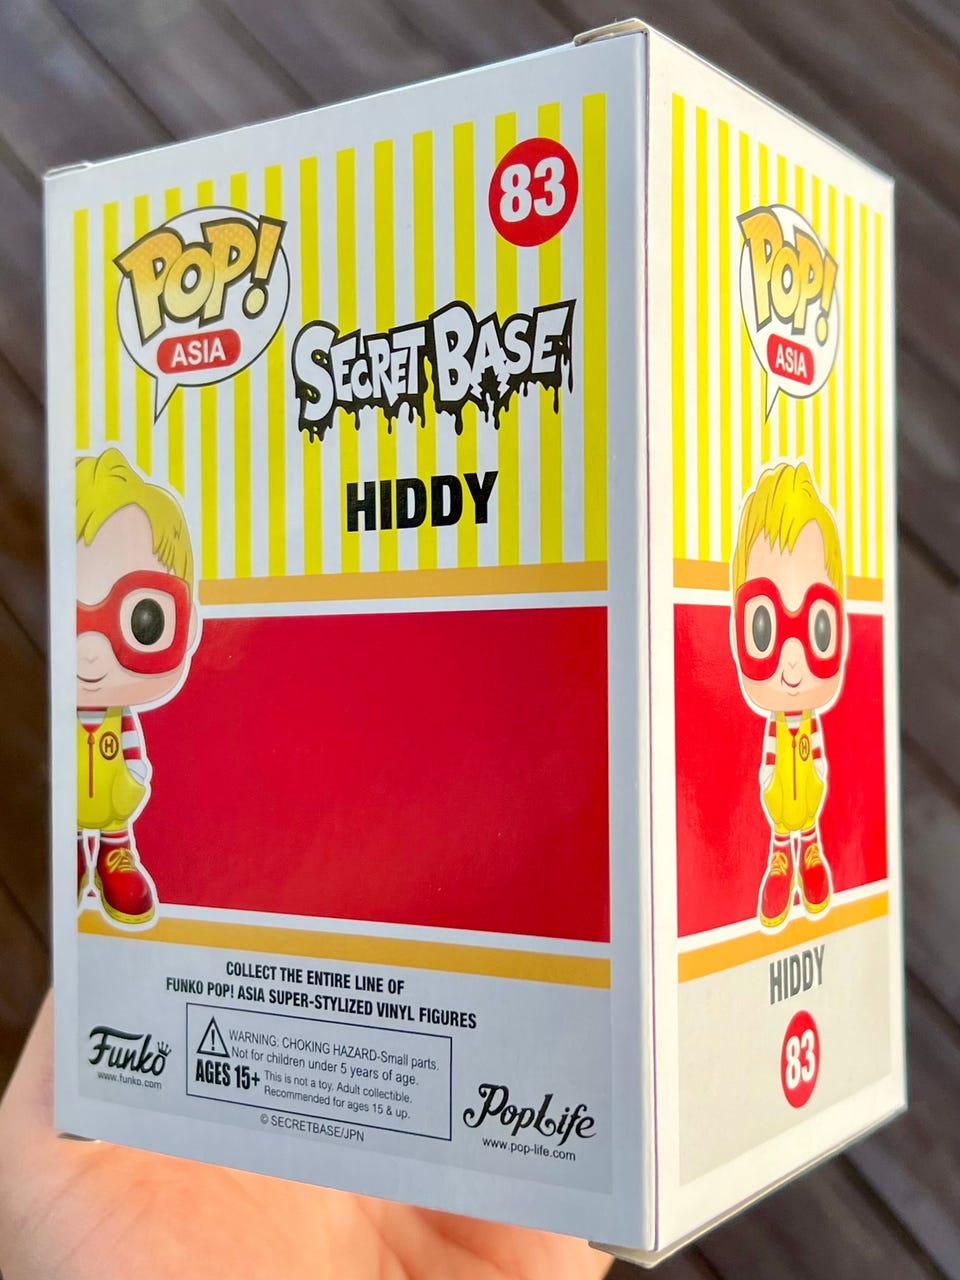 83
POP!
ASIA
SECRET BASE
HIDDY
H
COLLECT THE ENTIRE LINE OF
FUNKO POP! ASIA SUPER-STYLIZED VINYL FIGURES
Funko
www.funko.com
WARNING: CHOKING HAZARD-Small parts.
Not for children under 5 years of age.
AGES 15+ This is not a toy. Adult collectible.
Recommended for ages 15 & up.
© SECRETBASE/JPN
PopLife
www.pop-life.com
POP!
ASIA
H
HIDDY
83